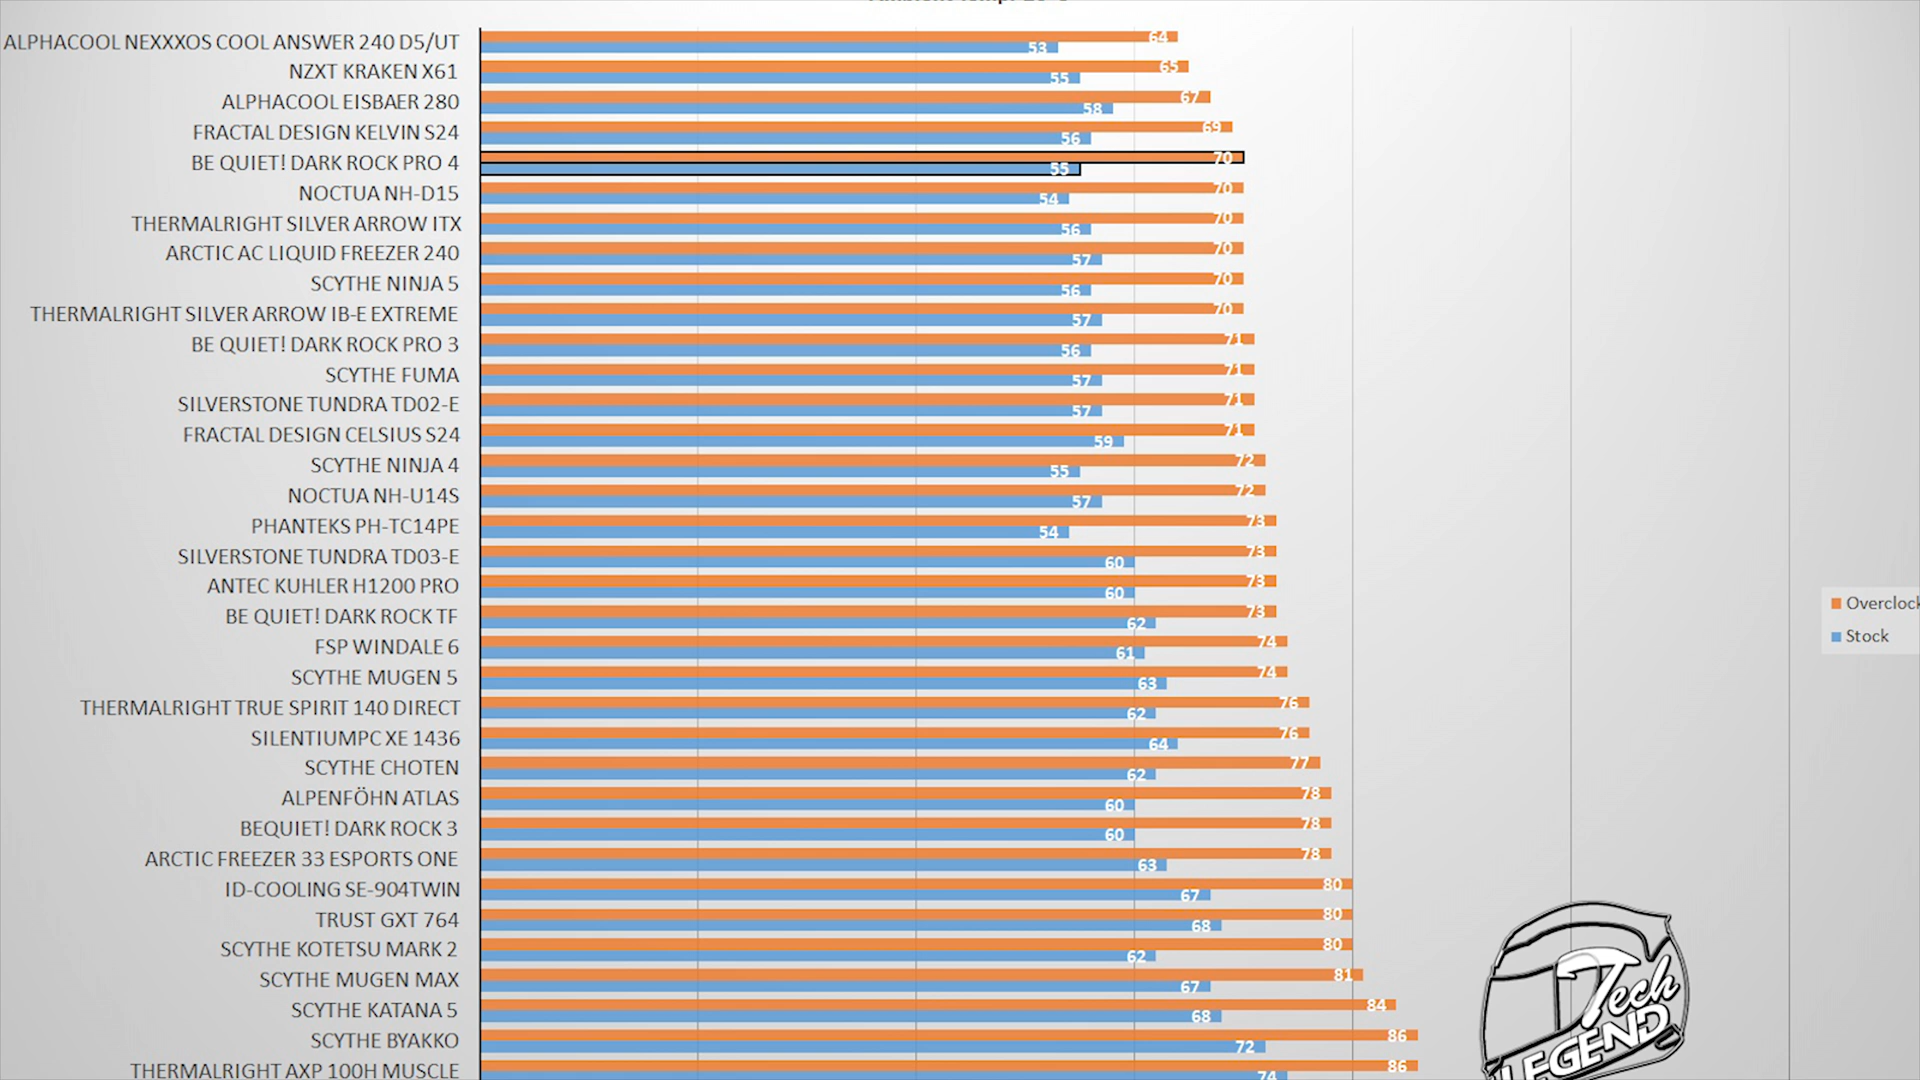 ALPHACOOL NEXXXOS COOL ANSWER 240 D5/UT 64
53
NZXT KRAKEN X61 65
55
ALPHACOOL EISBAER 280 67
58
FRACTAL DESIGN KELVIN S24 69
56
BE QUIET! DARK ROCK PRO 4 70
55
NOCTUA NH-D15 70
54
THERMALRIGHT SILVER ARROW ITX 70
56
ARCTIC AC LIQUID FREEZER 240 70
57
SCYTHE NINJA 5 70
56
THERMALRIGHT SILVER ARROW IB-E EXTREME 70
57
BE QUIET! DARK ROCK PRO 3 71
56
SCYTHE FUMA 71
57
SILVERSTONE TUNDRA TD02-E 71
57
FRACTAL DESIGN CELSIUS S24 71
59
SCYTHE NINJA 4 72
55
NOCTUA NH-U14S 72
57
PHANTEKS PH-TC14PE 73
54
SILVERSTONE TUNDRA TD03-E 73
60
ANTEC KUHLER H1200 PRO 73
60
BE QUIET! DARK ROCK TF 73
62
FSP WINDALE 6 74
61
SCYTHE MUGEN 5 74
63
THERMALRIGHT TRUE SPIRIT 140 DIRECT 76
62
SILENTIUMPC XE 1436 76
64
SCYTHE CHOTEN 77
62
ALPENFÖHN ATLAS 78
60
BEQUIET! DARK ROCK 3 78
60
ARCTIC FREEZER 33 ESPORTS ONE 78
63
ID-COOLING SE-904TWIN 80
67
TRUST GXT 764 80
68
SCYTHE KOTETSU MARK 2 80
62
SCYTHE MUGEN MAX 81
67
SCYTHE KATANA 5 84
68
SCYTHE BYAKKO 86
72
THERMALRIGHT AXP 100H MUSCLE 86
74
Overclock
Stock
Tech
LEGEND